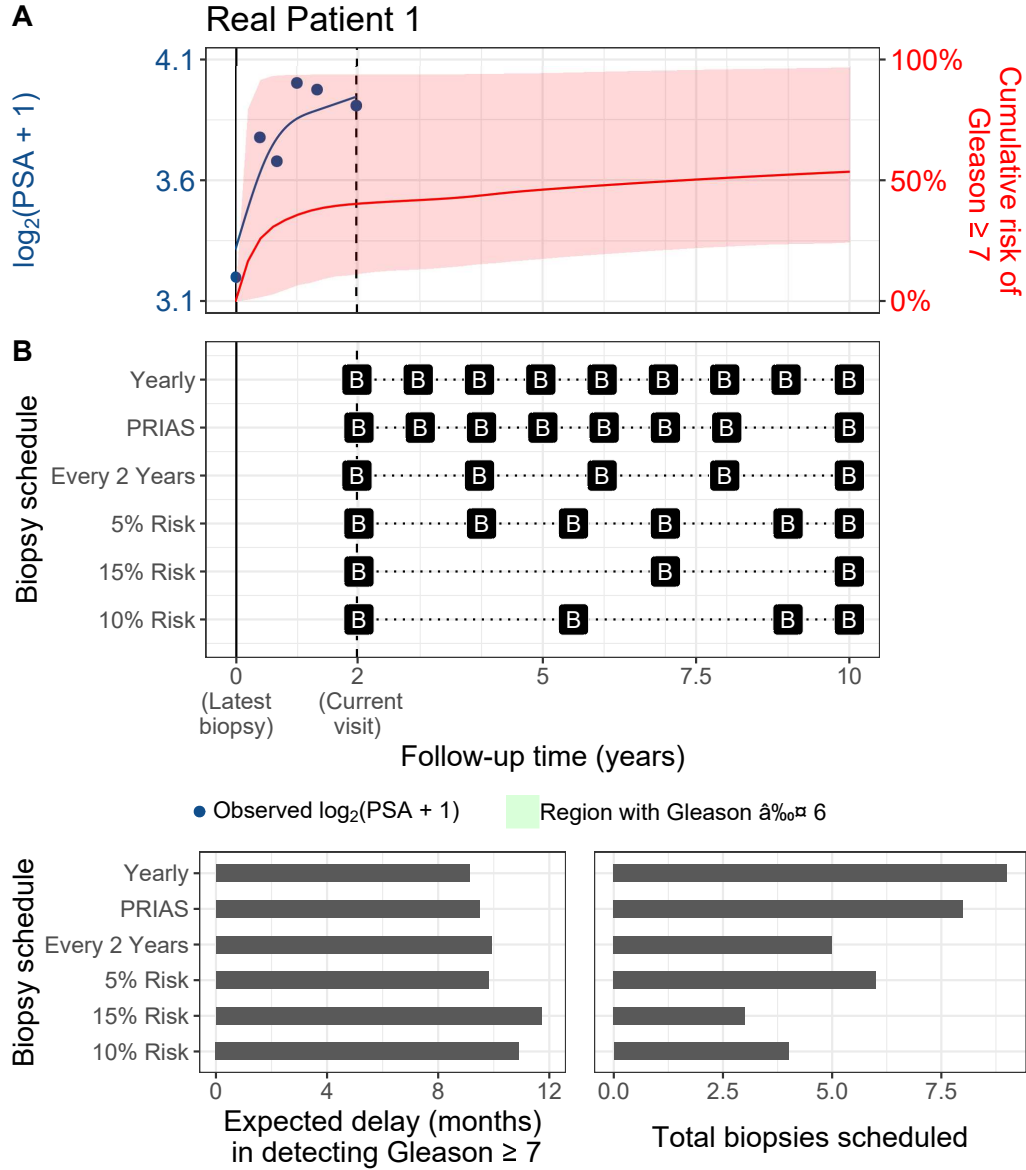 A
Real Patient 1
4.1
3.6
3.1
log₂(PSA + 1)
100%
50%
0%
Cumulative risk of
Gleason ≥ 7
B
Biopsy schedule
Yearly
B B B B B B B B B
PRIAS
B B B B B B B B
Every 2 Years
B B B B B
5% Risk
B B B B B B
15% Risk
B B B
10% Risk
B B B B
0 2 5 7.5 10
(Latest (Current
biopsy) visit)
Follow-up time (years)
Observed log₂(PSA + 1) Region with Gleason â‰¤ 6
Biopsy schedule
Yearly
PRIAS
Every 2 Years
5% Risk
15% Risk
10% Risk
0 4 8 12
Expected delay (months)
in detecting Gleason ≥ 7
0.0 2.5 5.0 7.5
Total biopsies scheduled